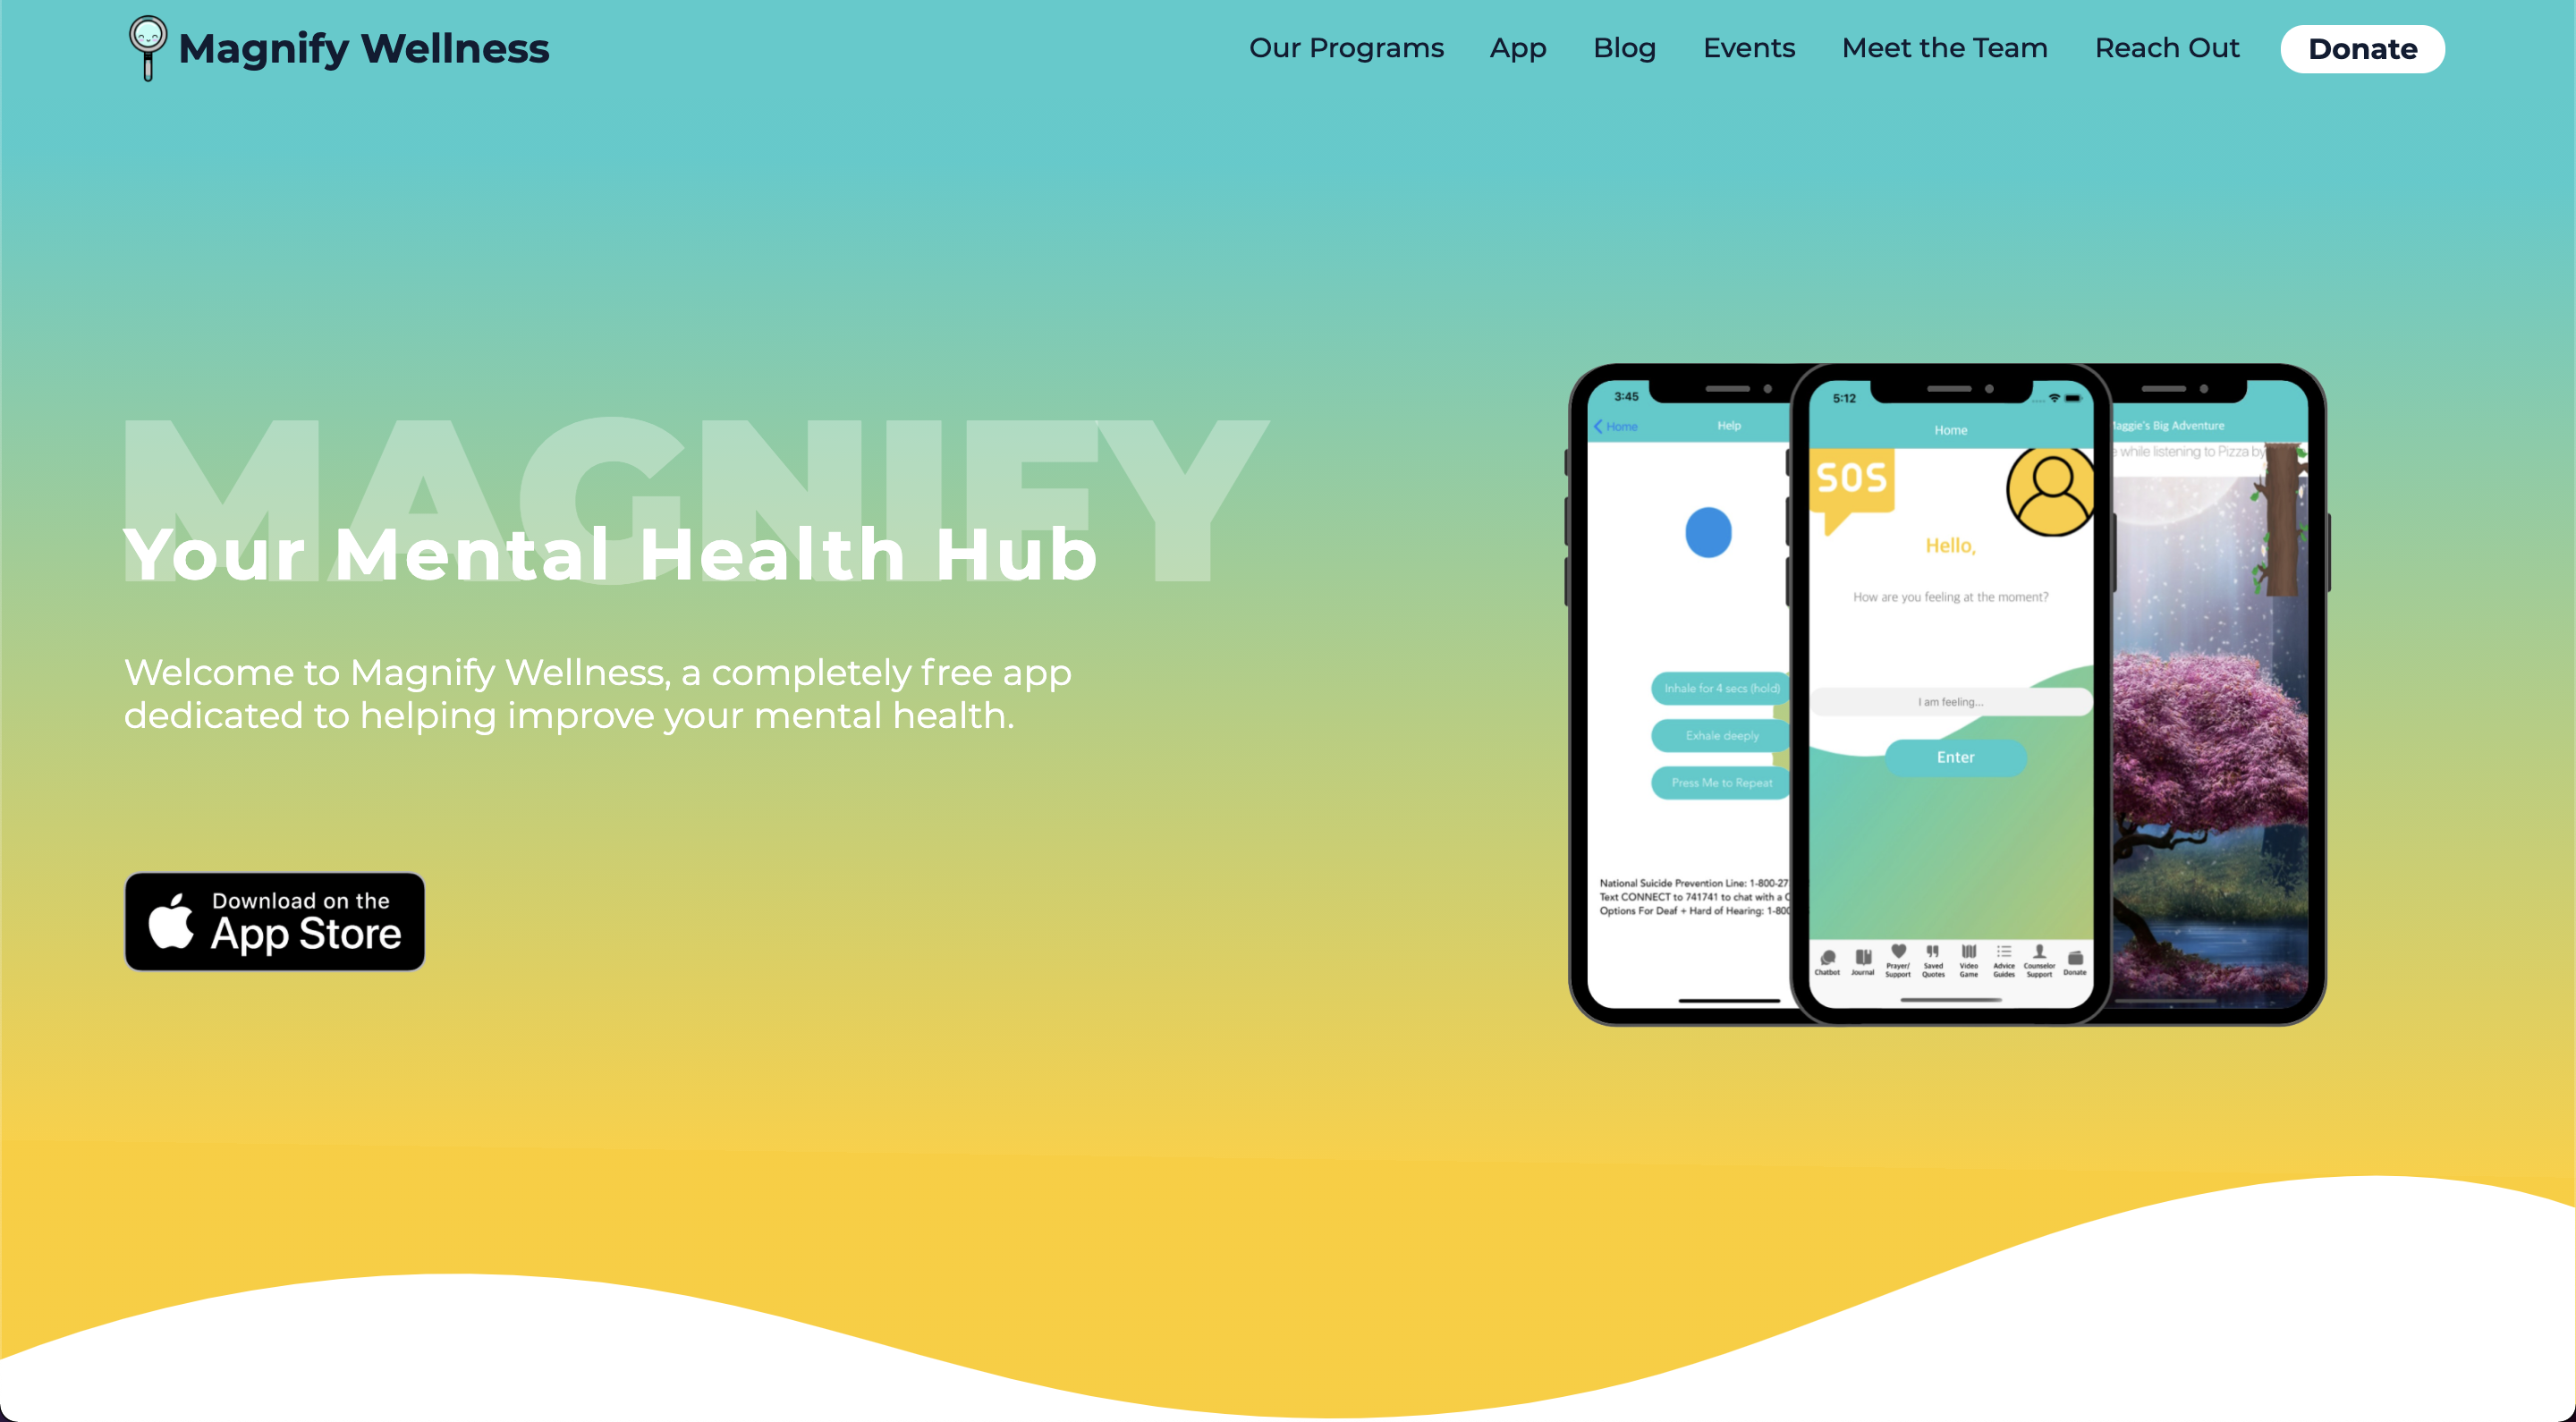 Magnify Wellness
Our Programs
App
Blog
Events
Meet the Team
Reach Out
Donate
MAGNIFY
Your Mental Health Hub
Welcome to Magnify Wellness, a completely free app
dedicated to helping improve your mental health.
Download on the
App Store
3:45
Home
Help
Inhale for 4 secs (hold)
Exhale deeply
Press Me to Repeat
National Suicide Prevention Line: 1-800-27
Text CONNECT to 741741 to chat with a
Options For Deaf + Hard of Hearing: 1-800
5:12
Home
SOS
Hello,
How are you feeling at the moment?
I am feeling...
Enter
Chatbot
Journal
Prayer/
Support
Saved
Quotes
Video
Game
Advice
Guides
Counselor
Support
Donate
Big Adventure
while listening to Pizza by